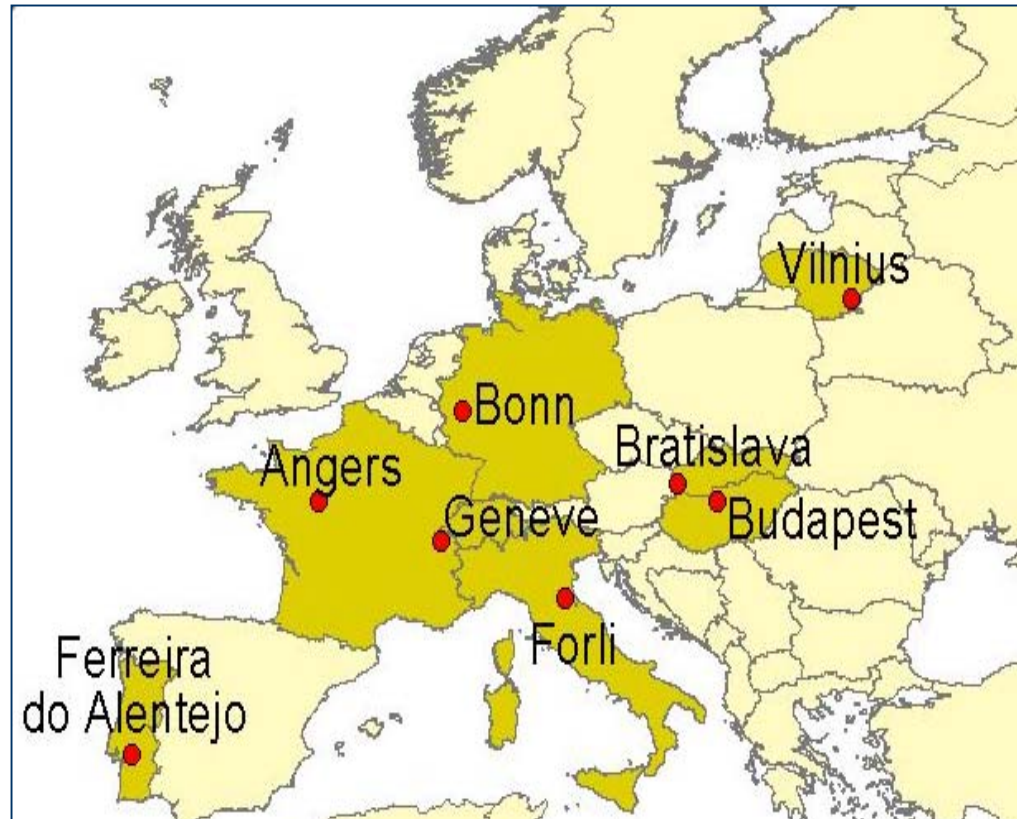 Vilnius
Bonn
Bratislava
Angers
Geneve
Budapest
Forli
Ferreira
do Alentejo